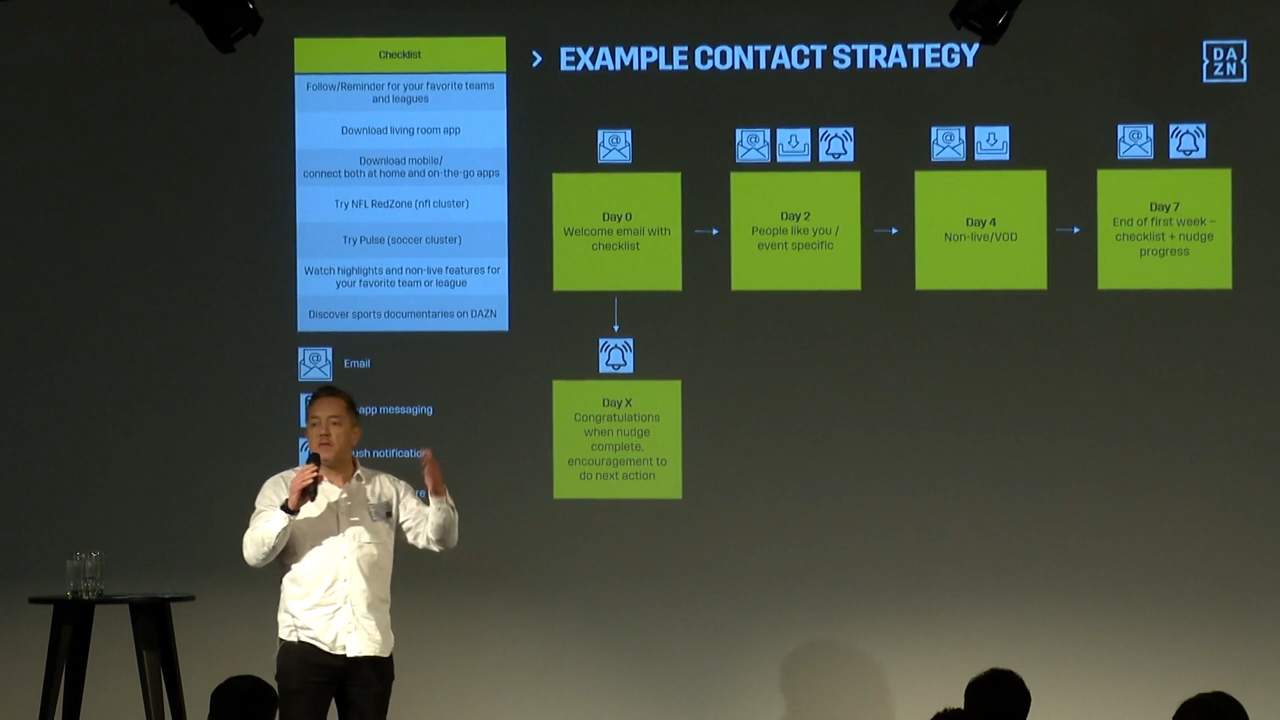 Checklist
Follow/Reminder for your favorite teams
and leagues
Download living room app
Download mobile/
connect both at home and on-the-go apps
Try NFL RedZone (nfl cluster)
Try Pulse (soccer cluster)
Watch highlights and non-live features for
your favorite team or league
Discover sports documentaries on DAZN
Email
app messaging
EXAMPLE CONTACT STRATEGY
DA
ZN
Day 0
Welcome email with
checklist
Day 2
People like you /
event specific
Day 4
Non-live/VOD
Day 7
End of first week –
checklist + nudge
progress
Day X
Congratulations
when nudge
complete,
encouragement to
do next action